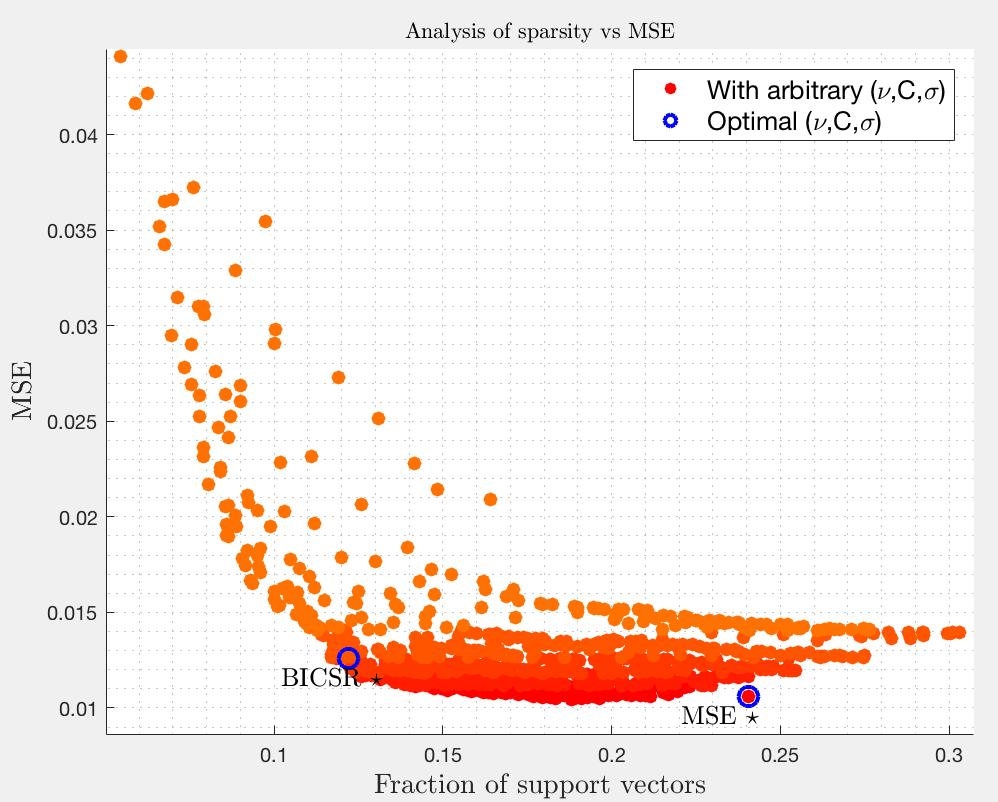 Analysis of sparsity vs MSE
With arbitrary (ν,C,σ)
Optimal (ν,C,σ)
MSE
0.04
0.035
0.03
0.025
0.02
0.015
0.01
BICSR ⋆
MSE ⋆
0.1 0.15 0.2 0.25 0.3
Fraction of support vectors